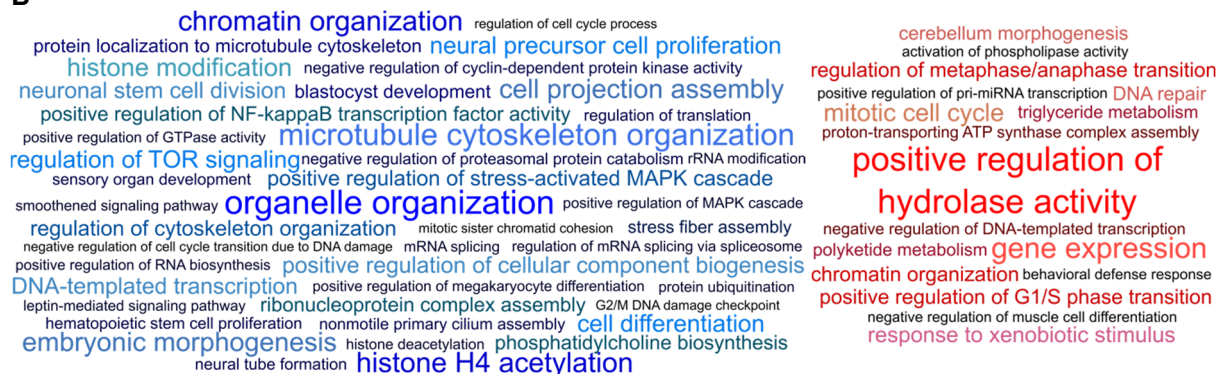 chromatin organization regulation of cell cycle process
protein localization to microtubule cytoskeleton neural precursor cell proliferation
histone modification negative regulation of cyclin-dependent protein kinase activity
neuronal stem cell division blastocyst development cell projection assembly
positive regulation of NF-kappaB transcription factor activity regulation of translation
positive regulation of GTPase activity microtubule cytoskeleton organization
regulation of TOR signaling negative regulation of proteasomal protein catabolism rRNA modification
sensory organ development positive regulation of stress-activated MAPK cascade
smoothened signaling pathway organelle organization positive regulation of MAPK cascade
regulation of cytoskeleton organization mitotic sister chromatid cohesion stress fiber assembly
negative regulation of cell cycle transition due to DNA damage mRNA splicing regulation of mRNA splicing via spliceosome
positive regulation of RNA biosynthesis positive regulation of cellular component biogenesis
DNA-templated transcription positive regulation of megakaryocyte differentiation protein ubiquitination
leptin-mediated signaling pathway ribonucleoprotein complex assembly G2/M DNA damage checkpoint
hematopoietic stem cell proliferation nonmotile primary cilium assembly cell differentiation
embryonic morphogenesis histone deacetylation phosphatidylcholine biosynthesis
neural tube formation histone H4 acetylation
cerebellum morphogenesis
activation of phospholipase activity
regulation of metaphase/anaphase transition
positive regulation of pri-miRNA transcription DNA repair
mitotic cell cycle triglyceride metabolism
proton-transporting ATP synthase complex assembly
positive regulation of
hydrolase activity
negative regulation of DNA-templated transcription
polyketide metabolism gene expression
chromatin organization behavioral defense response
positive regulation of G1/S phase transition
negative regulation of muscle cell differentiation
response to xenobiotic stimulus